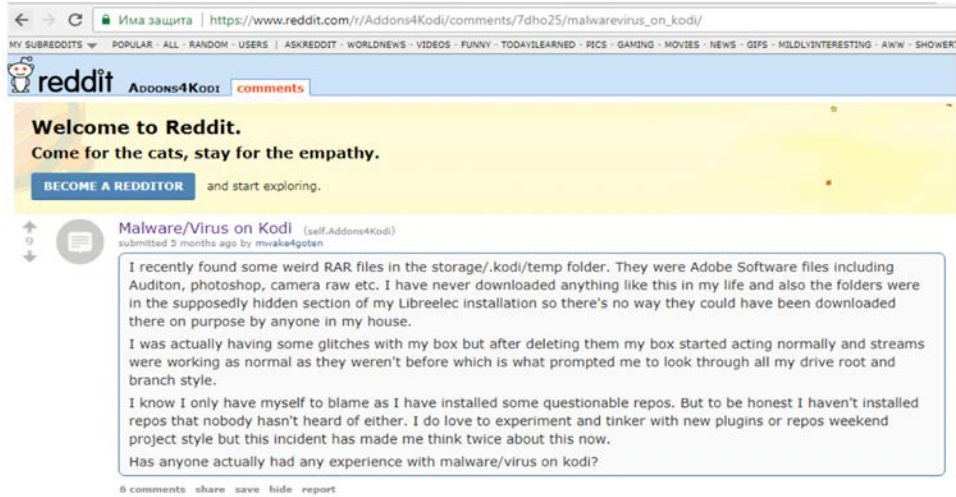 Има защита | https://www.reddit.com/r/Addons4Kodi/comments/7dho25/malwarevirus_on_kodi/
MY SUBREDDITS POPULAR - ALL - RANDOM - USERS | ASKREDDIT - WORLDNEWS - VIDEOS - FUNNY - TODAYILEARNED - PICS - GAMING - MOVIES - NEWS - GIFS - MILDLYINTERESTING - AWW - SHOWER
reddit ADDONS4KODI comments
Welcome to Reddit.
Come for the cats, stay for the empathy.
BECOME A REDDITOR and start exploring.
Malware/Virus on Kodi (self.Addons4Kodi)
9 submitted 5 months ago by mwake4goten
I recently found some weird RAR files in the storage/.kodi/temp folder. They were Adobe Software files including
Auditon, photoshop, camera raw etc. I have never downloaded anything like this in my life and also the folders were
in the supposedly hidden section of my Libreelec installation so there's no way they could have been downloaded
there on purpose by anyone in my house.
I was actually having some glitches with my box but after deleting them my box started acting normally and streams
were working as normal as they weren't before which is what prompted me to look through all my drive root and
branch style.
I know I only have myself to blame as I have installed some questionable repos. But to be honest I haven't installed
repos that nobody hasn't heard of either. I do love to experiment and tinker with new plugins or repos weekend
project style but this incident has made me think twice about this now.
Has anyone actually had any experience with malware/virus on kodi?
6 comments share save hide report